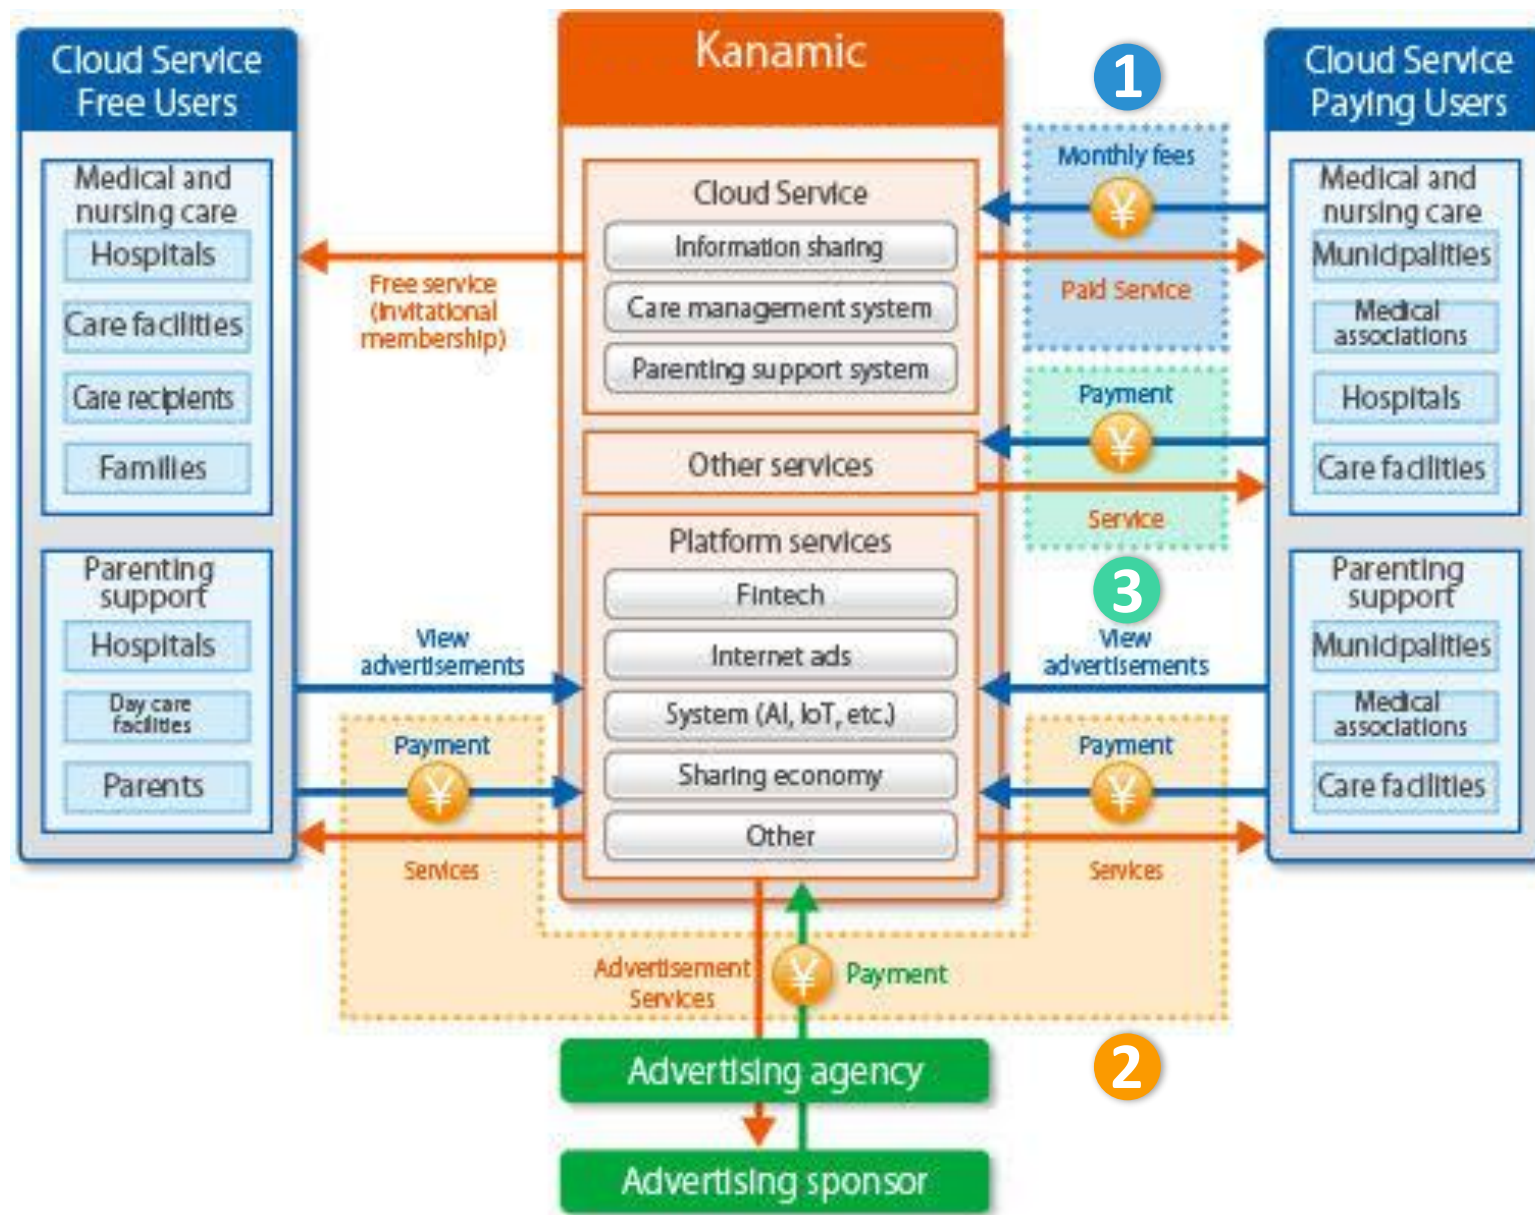 Cloud Service
Free Users
Medical and
nursing care
Hospitals
Care facilities
Care recipients
Families
Parenting
support
Hospitals
Day care
facilities
Parents
Free service
(invitational
membership)
View
advertisements
Payment
¥
Services
Kanamic
Cloud Service
Information sharing
Care management system
Parenting support system
Other services
Platform services
Fintech
Internet ads
System (AI, IoT, etc.)
Sharing economy
Other
Advertisement
Services
¥
Payment
Advertising agency
Advertising sponsor
1
Monthly fees
¥
Paid Service
Payment
¥
Service
3
View
advertisements
Payment
¥
Services
2
Cloud Service
Paying Users
Medical and
nursing care
Municipalities
Medical
associations
Hospitals
Care facilities
Parenting
support
Municipalities
Medical
associations
Care facilities